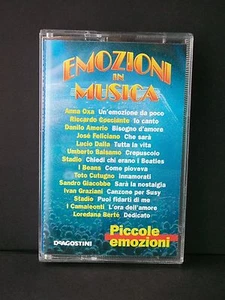 EMOZIONI
IN
MUSICA
Anna Oxa Un'emozione da poco
Riccardo Cocciante Io canto
Danilo Amerio Bisogno d'amore
José Feliciano Che sarà
Lucio Dalla Tutta la vita
Umberto Balsamo Crepuscolo
Stadio Chiedi chi erano i Beatles
I Beans Come pioveva
Toto Cutugno Innamorati
Sandro Giacobbe Sarà la nostalgia
Ivan Graziani Canzone per Susy
Stadio Puoi fidarti di me
I Camaleonti L'ora dell'amore
Loredana Bertè Dedicato
DeAGOSTINI
Piccole
emozioni